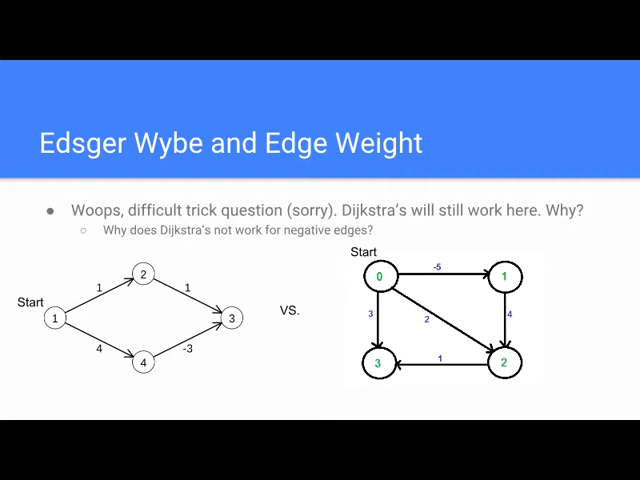 Edsger Wybe and Edge Weight
● Woops, difficult trick question (sorry). Dijkstra's will still work here. Why?
○ Why does Dijkstra's not work for negative edges?
Start
1
2
3
4
1
1
4
-3
VS.
Start
0
1
2
3
-5
3
2
4
1